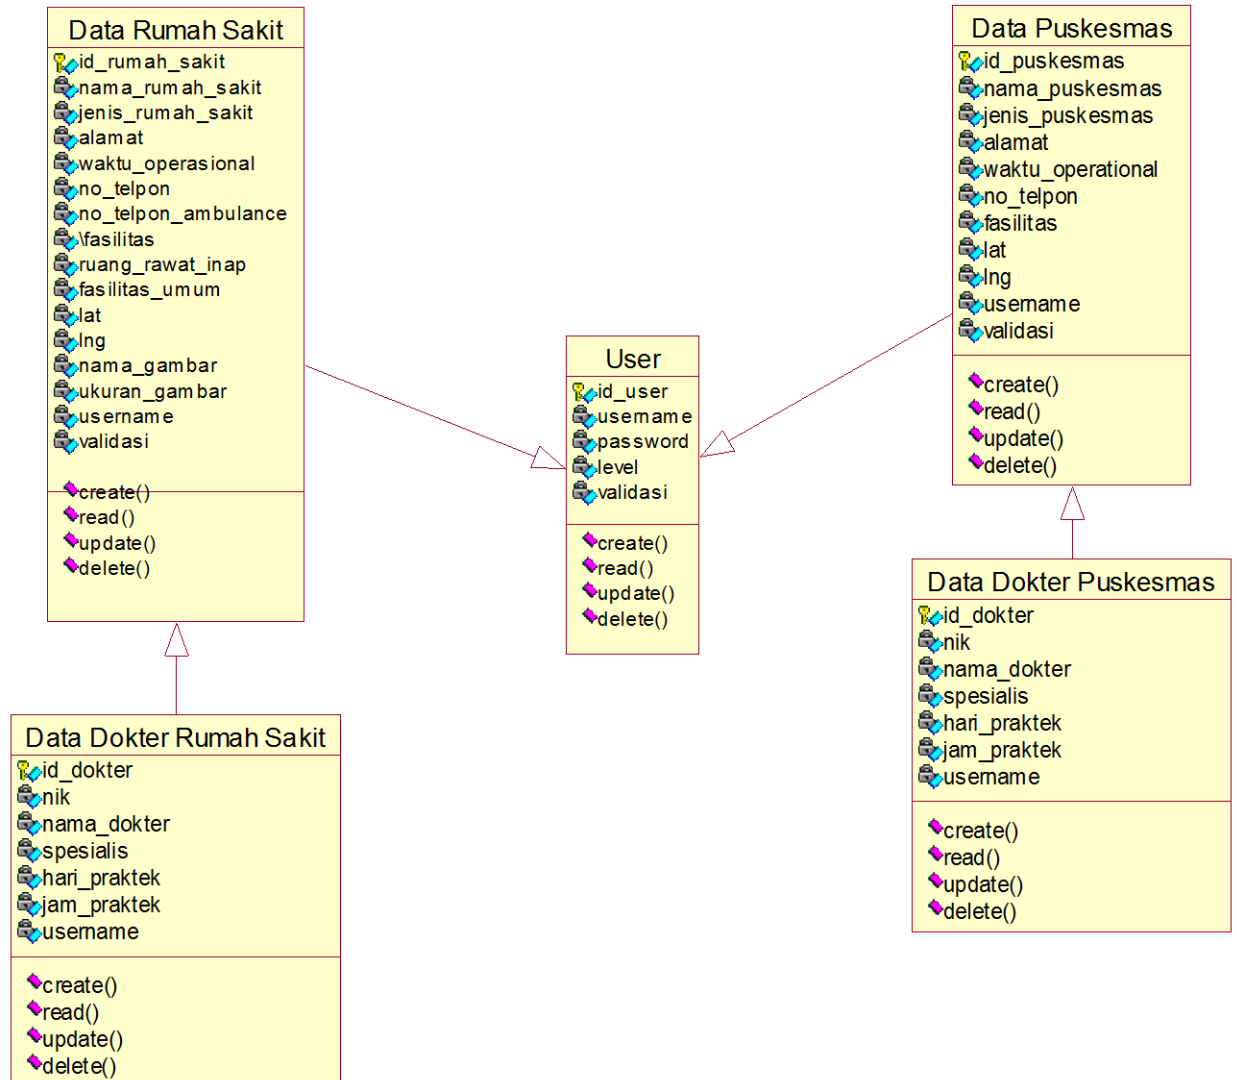 Data Rumah Sakit
id_rumah_sakit
nama_rumah_sakit
jenis_rumah_sakit
alamat
waktu_operasional
no_telpon
no_telpon_ambulance
\fasilitas
ruang_rawat_inap
fasilitas_umum
lat
lng
nama_gambar
ukuran_gambar
username
validasi
create()
read()
update()
delete()
Data Puskesmas
id_puskesmas
nama_puskesmas
jenis_puskesmas
alamat
waktu_operational
no_telpon
fasilitas
lat
lng
username
validasi
create()
read()
update()
delete()
User
id_user
username
password
level
validasi
create()
read()
update()
delete()
Data Dokter Puskesmas
id_dokter
nik
nama_dokter
spesialis
hari_praktek
jam_praktek
username
create()
read()
update()
delete()
Data Dokter Rumah Sakit
id_dokter
nik
nama_dokter
spesialis
hari_praktek
jam_praktek
username
create()
read()
update()
delete()